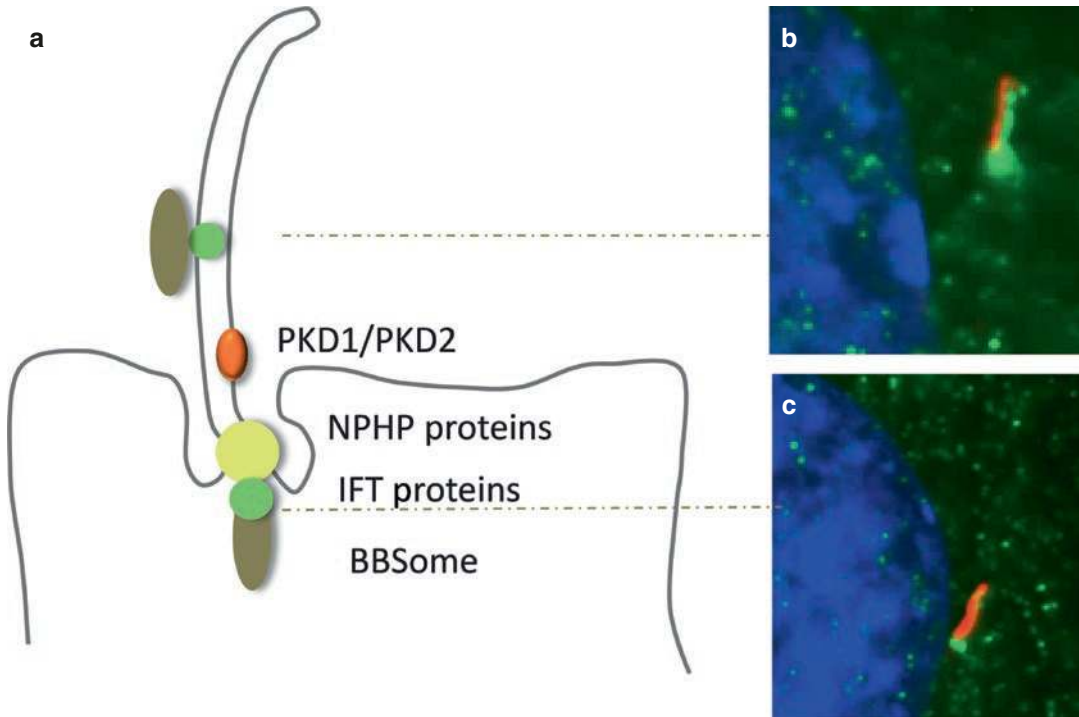 a
b
PKD1/PKD2
c
NPHP proteins
IFT proteins
BBSome